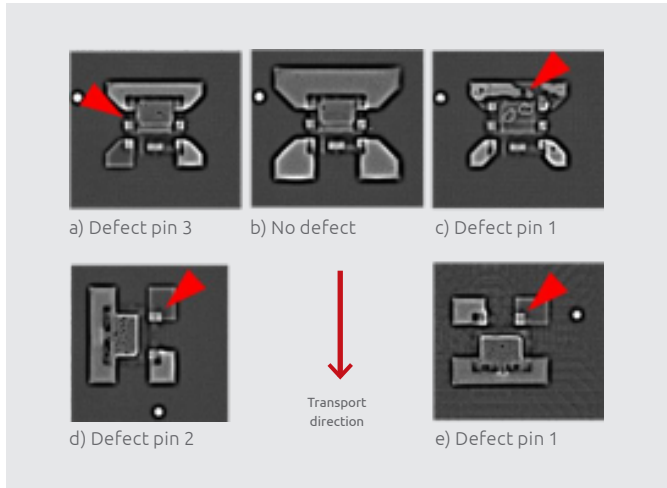 a) Defect pin 3
b) No defect
c) Defect pin 1
Transport
direction
d) Defect pin 2
e) Defect pin 1